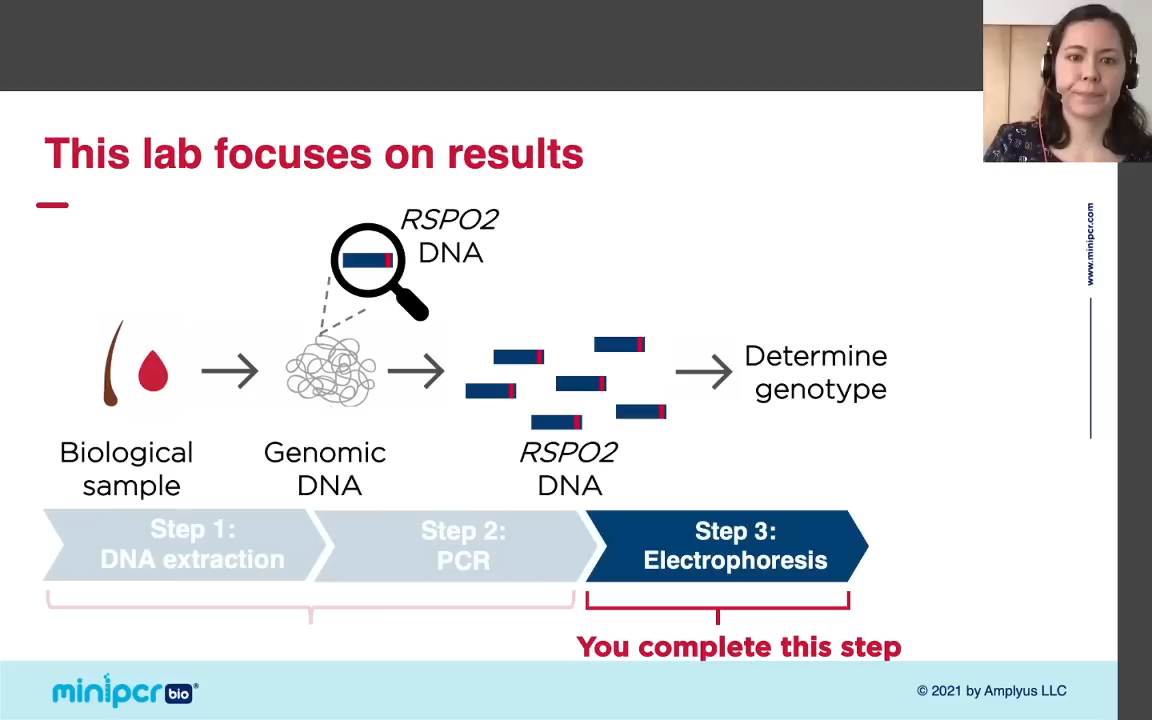 This lab focuses on results
RSPO2
DNA
Determine
genotype
Biological
sample
Genomic
DNA
RSPO2
DNA
Step 1:
DNA extraction
Step 2:
PCR
Step 3:
Electrophoresis
You complete this step
www.minipcr.com
minipcr bio®
© 2021 by Amplyus LLC